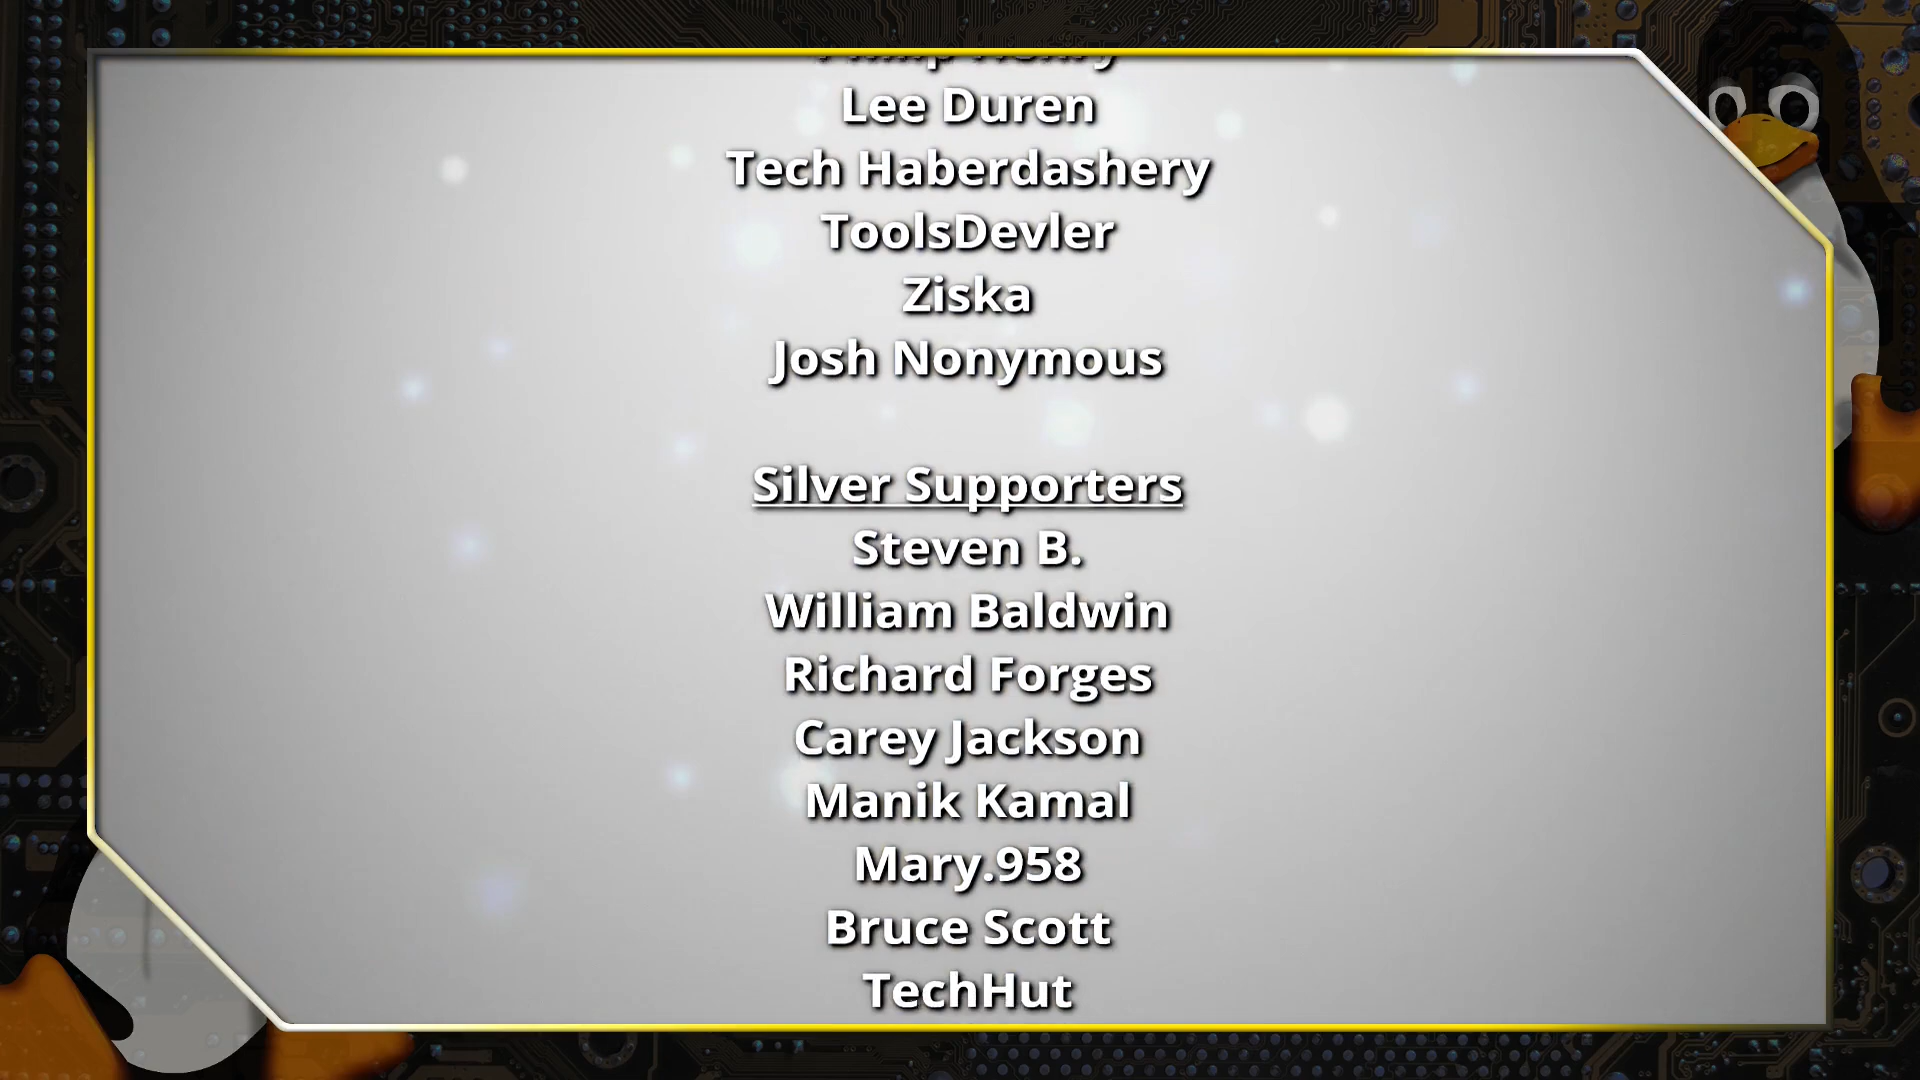 Lee Duren
Tech Haberdashery
ToolsDevler
Ziska
Josh Nonymous
Silver Supporters
Steven B.
William Baldwin
Richard Forges
Carey Jackson
Manik Kamal
Mary.958
Bruce Scott
TechHut